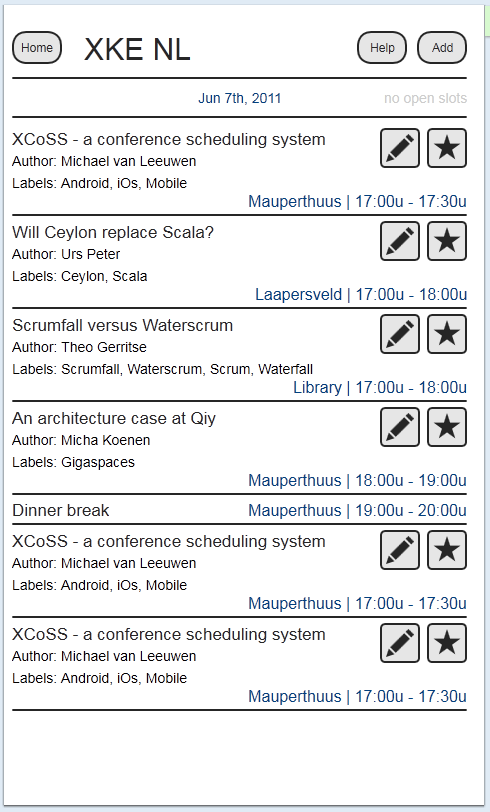 Home XKE NL Help Add
Jun 7th, 2011 no open slots
XCoSS - a conference scheduling system
Author: Michael van Leeuwen
Labels: Android, iOs, Mobile
Mauperthuus | 17:00u - 17:30u
Will Ceylon replace Scala?
Author: Urs Peter
Labels: Ceylon, Scala
Laapersveld | 17:00u - 18:00u
Scrumfall versus Waterscrum
Author: Theo Gerritse
Labels: Scrumfall, Waterscrum, Scrum, Waterfall
Library | 17:00u - 18:00u
An architecture case at Qiy
Author: Micha Koenen
Labels: Gigaspaces
Mauperthuus | 18:00u - 19:00u
Dinner break Mauperthuus | 19:00u - 20:00u
XCoSS - a conference scheduling system
Author: Michael van Leeuwen
Labels: Android, iOs, Mobile
Mauperthuus | 17:00u - 17:30u
XCoSS - a conference scheduling system
Author: Michael van Leeuwen
Labels: Android, iOs, Mobile
Mauperthuus | 17:00u - 17:30u